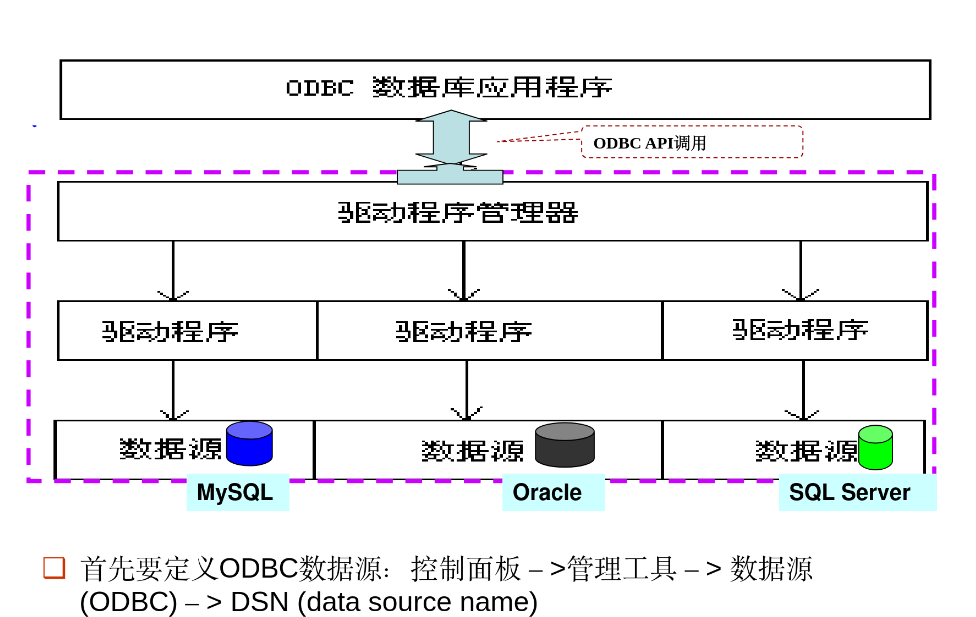 ODBC 数据库应用程序
ODBC API调用
驱动程序管理器
驱动程序 驱动程序 驱动程序
数据源 数据源 数据源
MySQL Oracle SQL Server
❑ 首先要定义ODBC数据源： 控制面板 – >管理工具 – > 数据源
(ODBC) – > DSN (data source name)